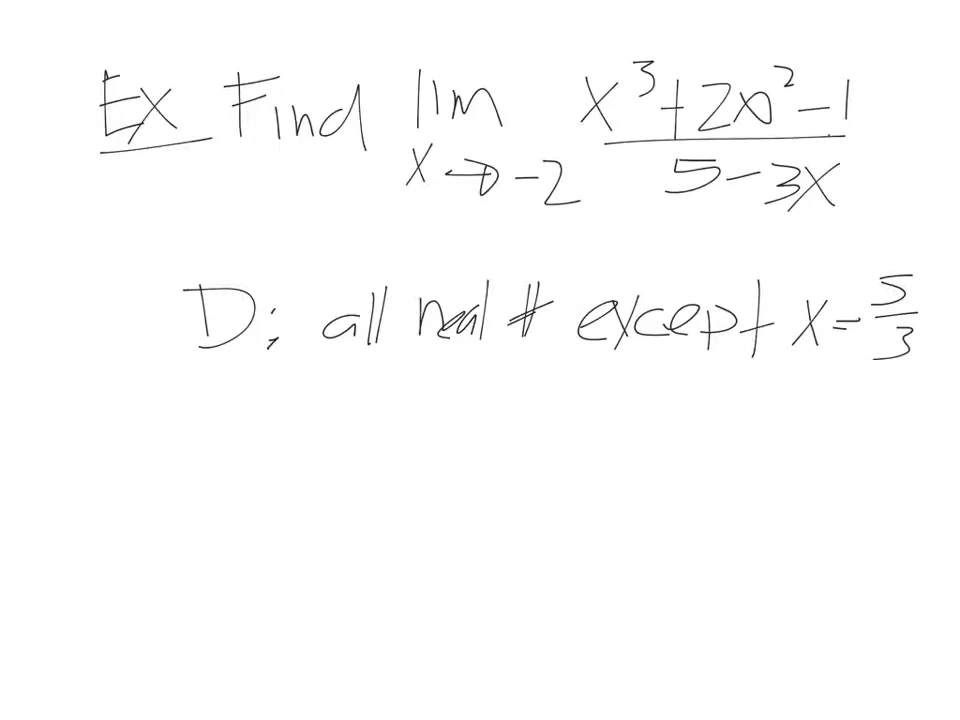 Ex Find lim x→-2 (x³+2x²-1)/(5-3x)
D: all real # except x=5/3